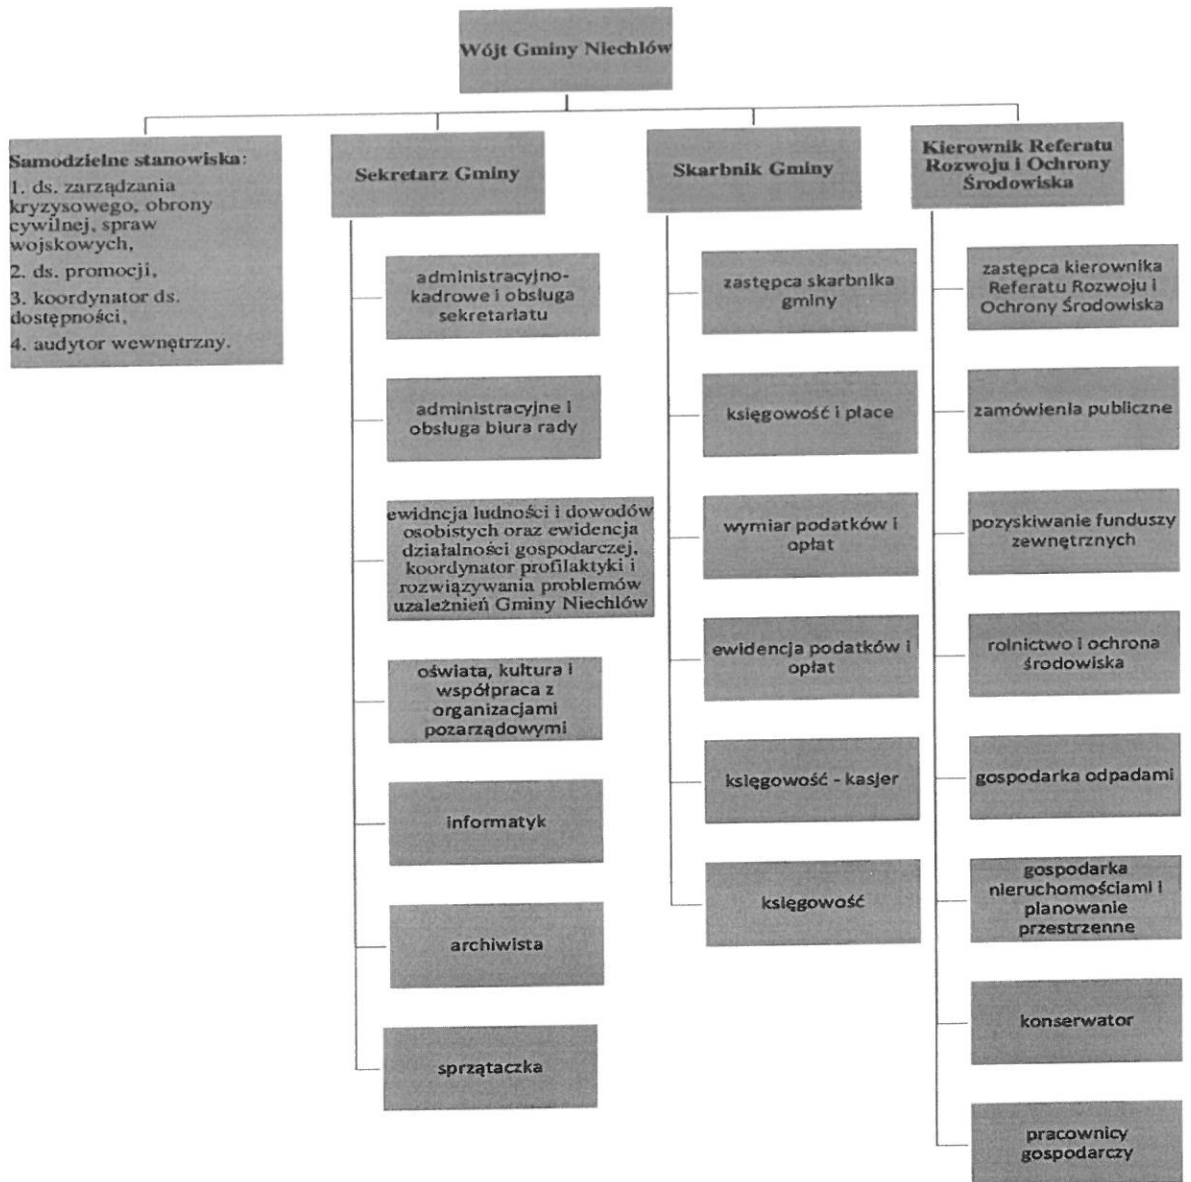 Wójt Gminy Niechlów
Samodzielne stanowiska:
1. ds. zarządzania
kryzysowego, obrony
cywilnej, spraw
wojskowych,
2. ds. promocji,
3. koordynator ds.
dostępności,
4. audytor wewnętrzny.
Sekretarz Gminy
administracyjno-
kadrowe i obsługa
sekretariatu
administracyjne i
obsługa biura rady
ewidncja ludności i dowodów
osobistych oraz ewidencja
działalności gospodarczej,
koordynator profilaktyki i
rozwiązywania problemów
uzależnień Gminy Niechlów
oświata, kultura i
współpraca z
organizacjami
pozarządowymi
informatyk
archiwista
sprzątaczka
Skarbnik Gminy
zastępca skarbnika
gminy
księgowość i płace
wymiar podatków i
opłat
ewidencja podatków i
opłat
księgowość - kasjer
księgowość
Kierownik Referatu
Rozwoju i Ochrony
Środowiska
zastępca kierownika
Referatu Rozwoju i
Ochrony Środowiska
zamówienia publiczne
pozyskiwanie funduszy
zewnętrznych
rolnictwo i ochrona
środowiska
gospodarka odpadami
gospodarka
nieruchomościami i
planowanie
przestrzenne
konserwator
pracownicy
gospodarczy